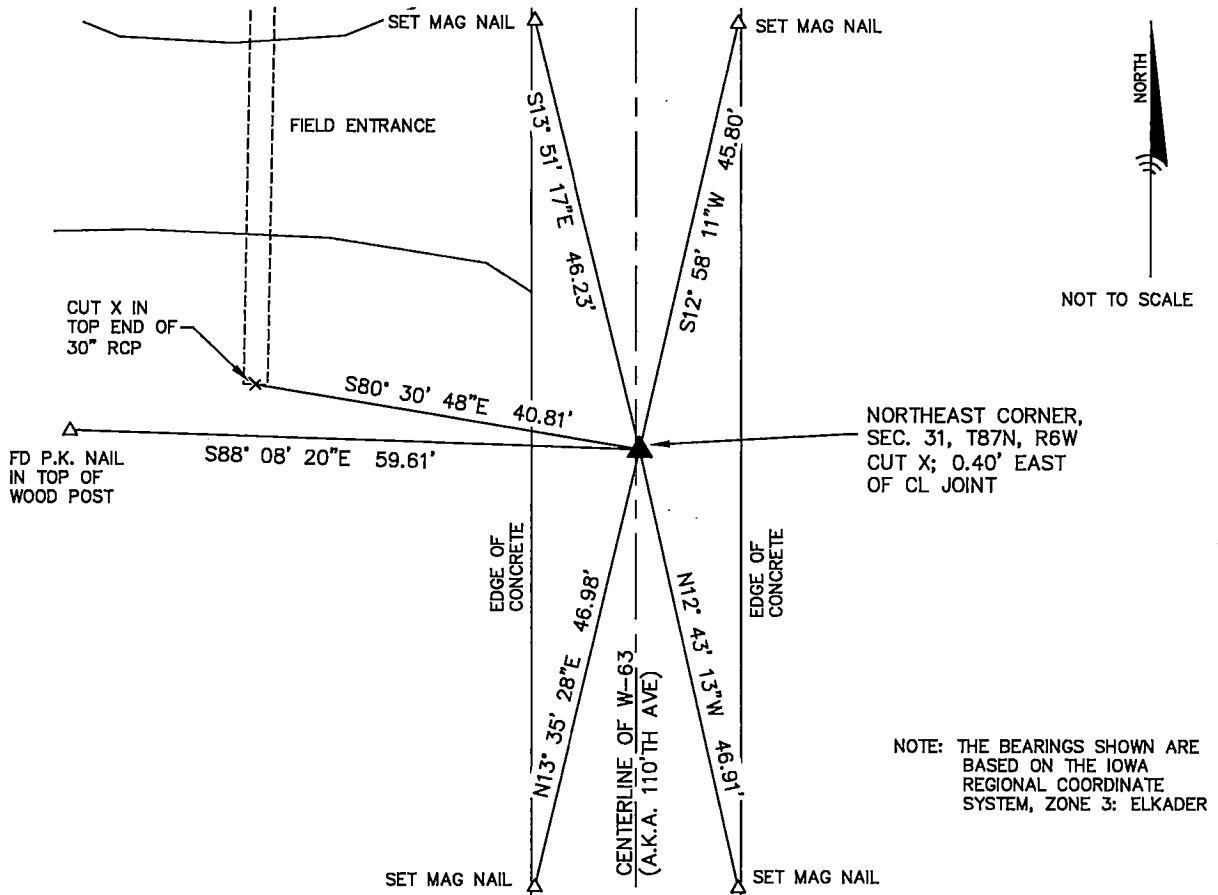 SET MAG NAIL
SET MAG NAIL
NORTH
FIELD ENTRANCE
S13° 51' 17"E 46.23'
S12° 58' 11"W 45.80'
NOT TO SCALE
CUT X IN
TOP END OF
30" RCP
S80° 30' 48"E 40.81'
S88° 08' 20"E 59.61'
FD P.K. NAIL
IN TOP OF
WOOD POST
NORTHEAST CORNER,
SEC. 31, T87N, R6W
CUT X; 0.40' EAST
OF CL JOINT
EDGE OF
CONCRETE
N13° 35' 28"E 46.98'
CENTERLINE OF W-63
(A.K.A. 110'TH AVE)
N12° 43' 13"W 46.91'
EDGE OF
CONCRETE
NOTE: THE BEARINGS SHOWN ARE
BASED ON THE IOWA
REGIONAL COORDINATE
SYSTEM, ZONE 3: ELKADER
SET MAG NAIL
SET MAG NAIL